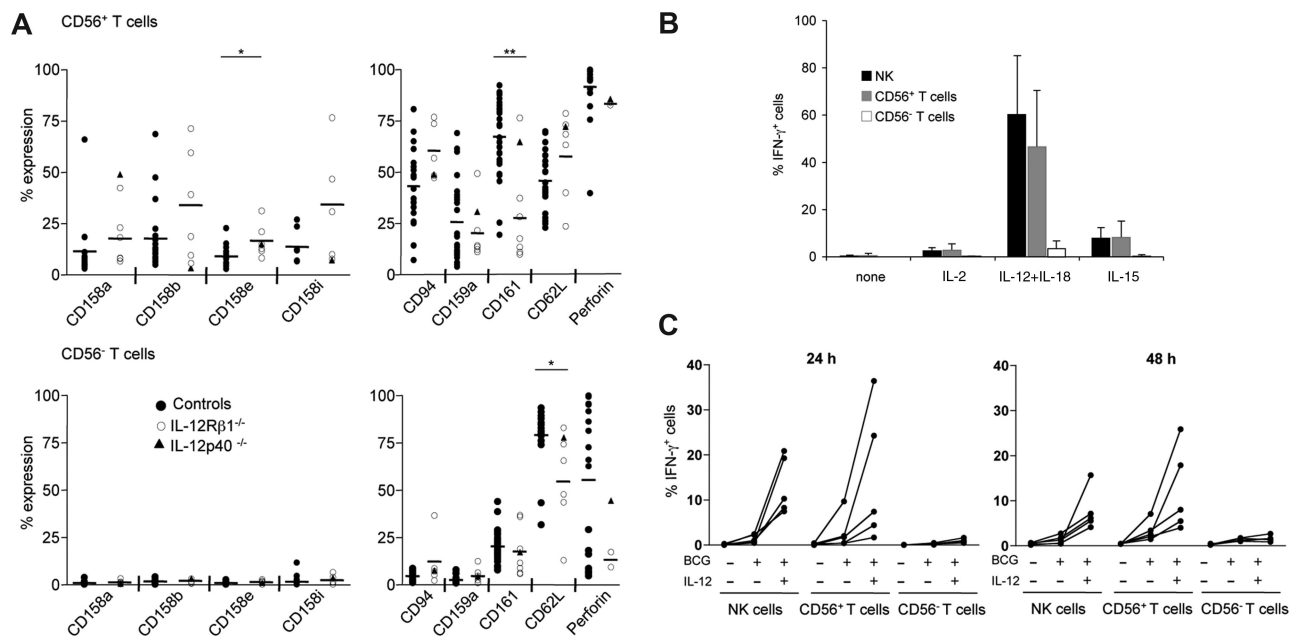 A
CD56⁺ T cells
% expression
100
75
50
25
0
*
CD158a
CD158b
CD158e
CD158i
100
75
50
25
0
**
CD94
CD159a
CD161
CD62L
Perforin
CD56⁻ T cells
% expression
100
75
50
25
0
Controls
IL-12Rβ1⁻/⁻
IL-12p40 ⁻/⁻
CD158a
CD158b
CD158e
CD158i
100
75
50
25
0
*
CD94
CD159a
CD161
CD62L
Perforin
B
% IFN-γ⁺ cells
100
80
60
40
20
0
NK
CD56⁺ T cells
CD56⁻ T cells
none IL-2 IL-12+IL-18 IL-15
C
24 h
% IFN-γ⁺ cells
40
30
20
10
0
BCG – + + – + + – + +
IL-12 – – + – – + – – +
NK cells CD56⁺ T cells CD56⁻ T cells
48 h
40
30
20
10
0
BCG – + + – + + – + +
IL-12 – – + – – + – – +
NK cells CD56⁺ T cells CD56⁻ T cells